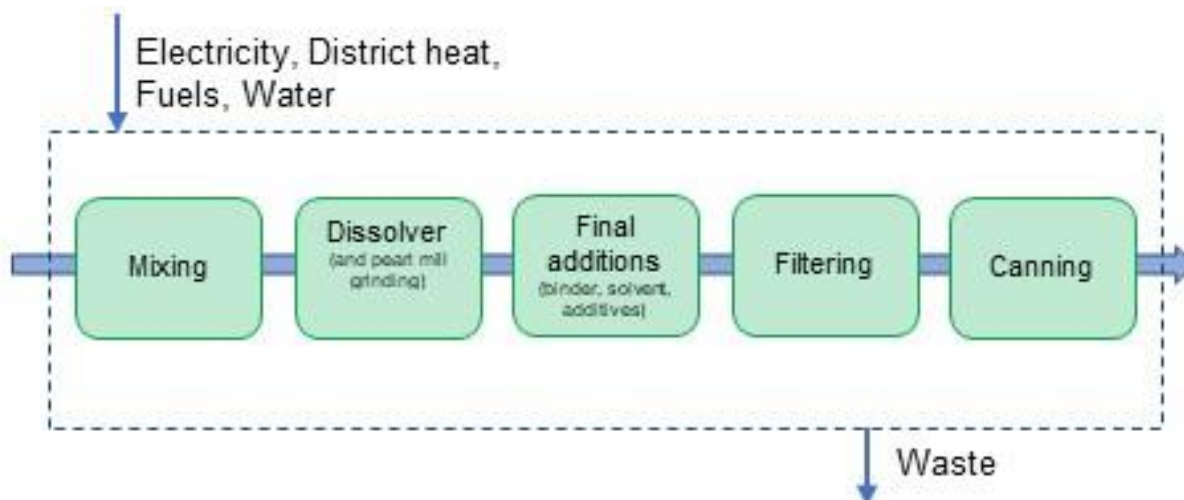 Electricity, District heat,
Fuels, Water
Mixing
Dissolver
(and pearl mill
grinding)
Final
additions
(binder, solvent,
additives)
Filtering
Canning
Waste